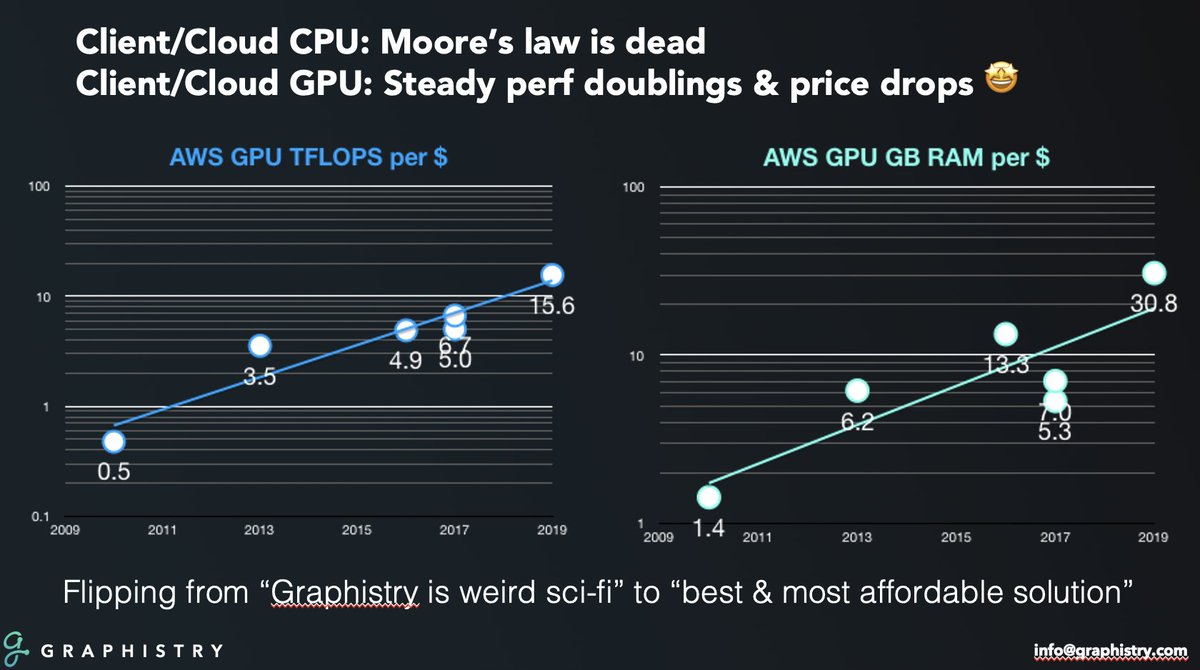 Client/Cloud CPU: Moore’s law is dead
Client/Cloud GPU: Steady perf doublings & price drops 🤩
AWS GPU TFLOPS per $
100
10
1
0.1
0.5
3.5
4.9
6.7
5.0
15.6
2009 2011 2013 2015 2017 2019
AWS GPU GB RAM per $
100
10
1
1.4
6.2
13.3
7.0
5.3
30.8
2009 2011 2013 2015 2017 2019
Flipping from “Graphistry is weird sci-fi” to “best & most affordable solution”
GRAPHISTRY
info@graphistry.com